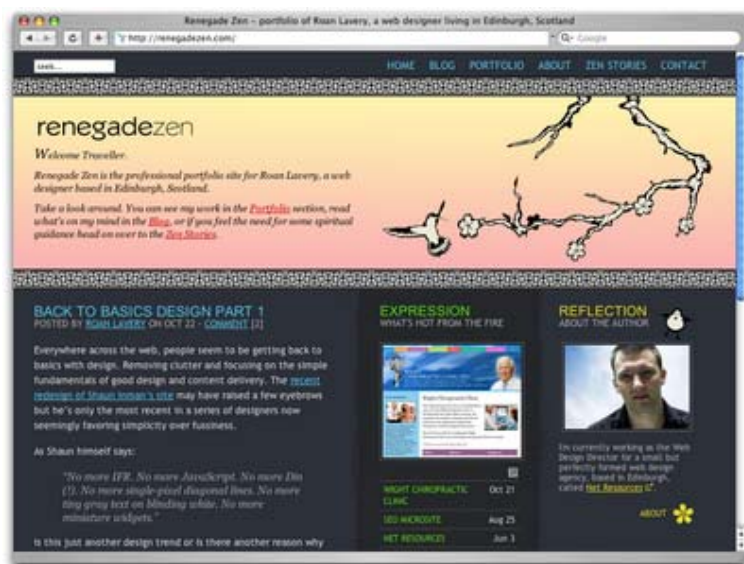 Renegade Zen – portfolio of Roan Lavery, a web designer living in Edinburgh, Scotland
http://renegadezen.com/
Google
seek...
HOME BLOG PORTFOLIO ABOUT ZEN STORIES CONTACT
renegadezen
Welcome Traveller.
Renegade Zen is the professional portfolio site for Roan Lavery, a web
designer based in Edinburgh, Scotland.
Take a look around. You can see my work in the Portfolio section, read
what's on my mind in the Blog, or if you feel the need for some spiritual
guidance head on over to the Zen Stories.
BACK TO BASICS DESIGN PART 1
POSTED BY ROAN LAVERY ON OCT 22 - COMMENT [2]
Everywhere across the web, people seem to be getting back to
basics with design. Removing clutter and focusing on the simple
fundamentals of good design and content delivery. The recent
redesign of Shaun Inman's site may have raised a few eyebrows
but he's only the most recent in a series of designers now
seemingly favoring simplicity over fussiness.
As Shaun himself says:
"No more IFR. No more JavaScript. No more Din
(?). No more single-pixel diagonal lines. No more
tiny gray text on blinding white. No more
miniature widgets."
Is this just another design trend or is there another reason why
EXPRESSION
WHAT'S HOT FROM THE FIRE
WIGHT CHIROPRACTIC CLINIC Oct 21
SEO MICROSITE Aug 25
NET RESOURCES Jun 3
REFLECTION
ABOUT THE AUTHOR
I'm currently working as the Web
Design Director for a small but
perfectly formed web design
agency, based in Edinburgh,
called Net Resources
ABOUT